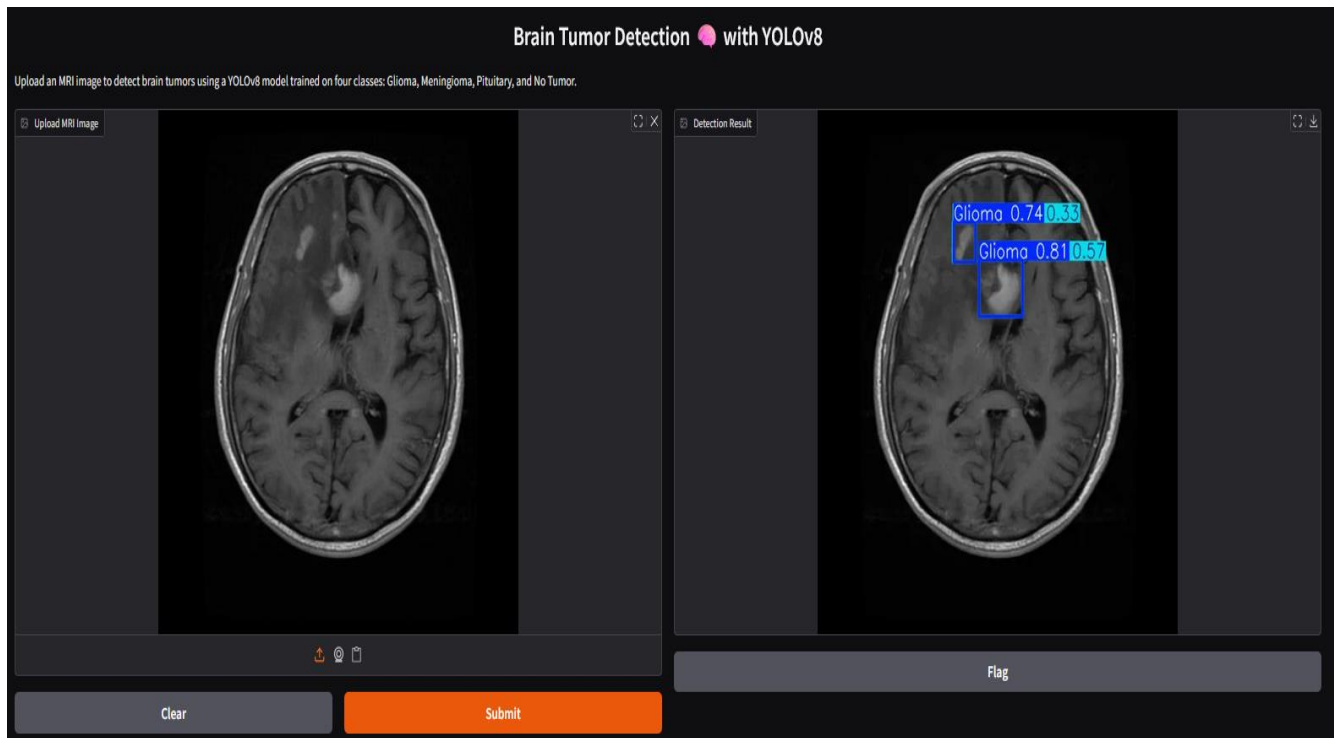 Brain Tumor Detection 🧠 with YOLOv8
Upload an MRI image to detect brain tumors using a YOLOv8 model trained on four classes: Glioma, Meningioma, Pituitary, and No Tumor.
Upload MRI Image
Detection Result
Glioma 0.74 0.33
Glioma 0.81 0.57
Flag
Clear
Submit